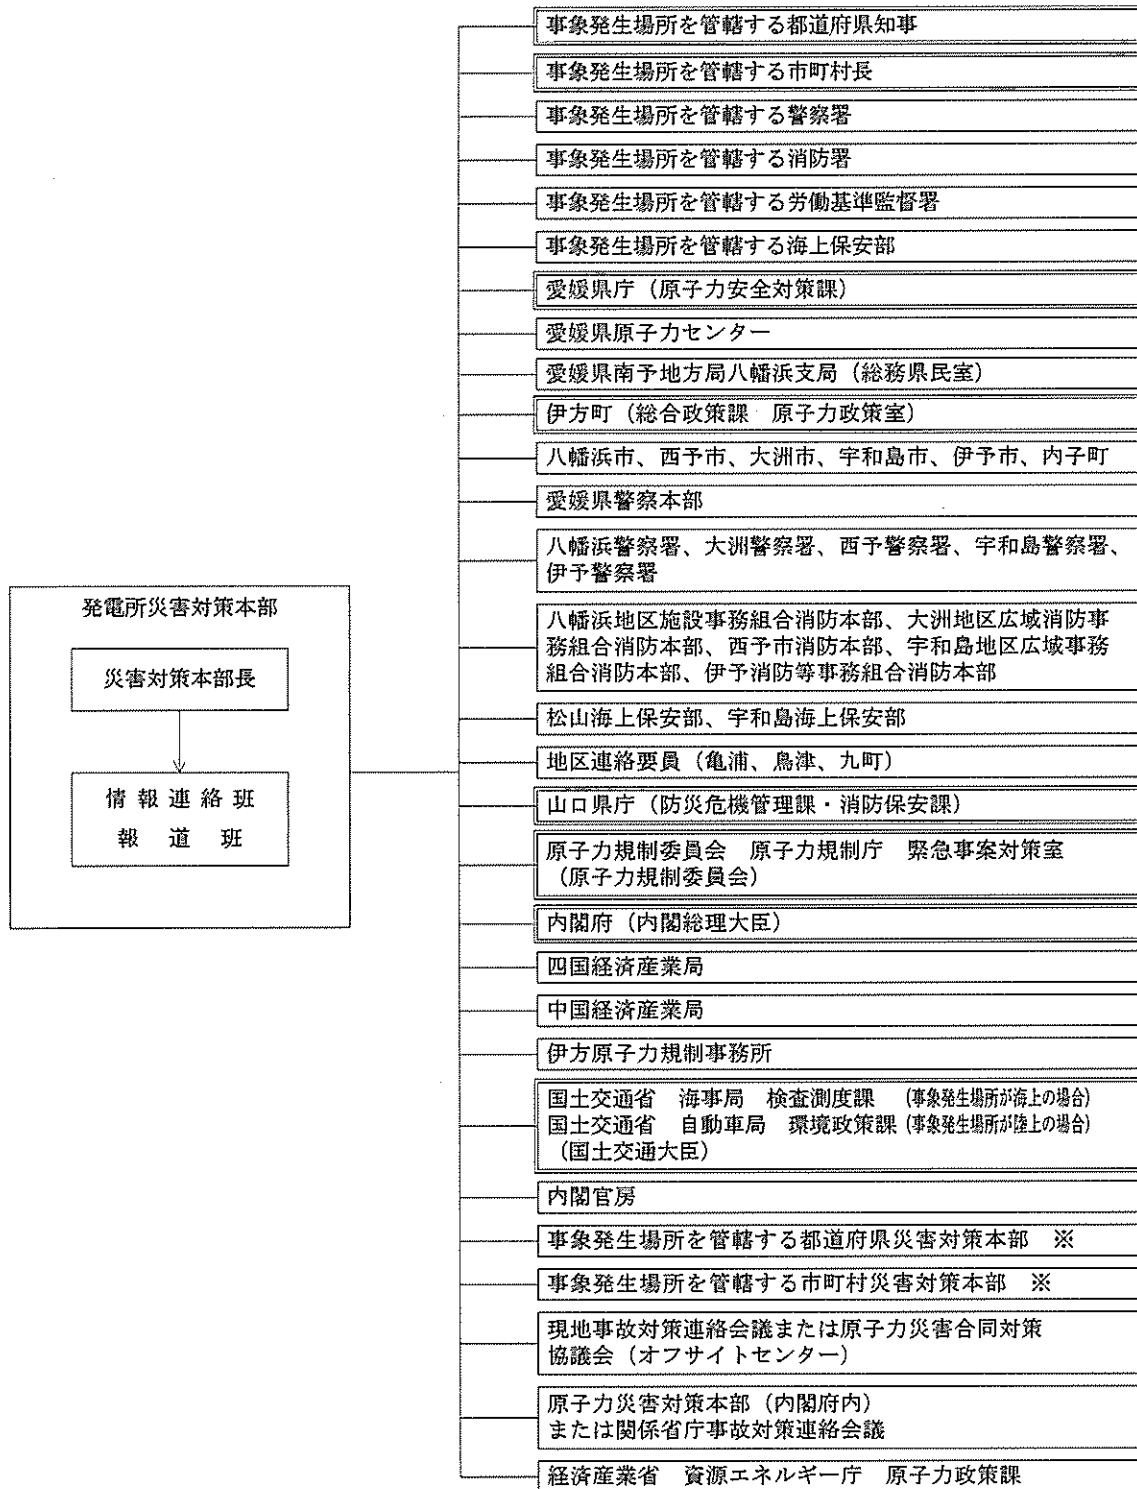 事象発生場所を管轄する都道府県知事
事象発生場所を管轄する市町村長
事象発生場所を管轄する警察署
事象発生場所を管轄する消防署
事象発生場所を管轄する労働基準監督署
事象発生場所を管轄する海上保安部
愛媛県庁（原子力安全対策課）
愛媛県原子力センター
愛媛県南予地方局八幡浜支局（総務県民室）
伊方町（総合政策課　原子力政策室）
八幡浜市、西予市、大洲市、宇和島市、伊予市、内子町
愛媛県警察本部
八幡浜警察署、大洲警察署、西予警察署、宇和島警察署、
伊予警察署
発電所災害対策本部
災害対策本部長
情報連絡班
報道班
八幡浜地区施設事務組合消防本部、大洲地区広域消防事
務組合消防本部、西予市消防本部、宇和島地区広域事務
組合消防本部、伊予消防等事務組合消防本部
松山海上保安部、宇和島海上保安部
地区連絡要員（亀浦、鳥津、九町）
山口県庁（防災危機管理課・消防保安課）
原子力規制委員会　原子力規制庁　緊急事案対策室
（原子力規制委員会）
内閣府（内閣総理大臣）
四国経済産業局
中国経済産業局
伊方原子力規制事務所
国土交通省　海事局　検査測度課　（事象発生場所が海上の場合）
国土交通省　自動車局　環境政策課（事象発生場所が陸上の場合）
（国土交通大臣）
内閣官房
事象発生場所を管轄する都道府県災害対策本部　※
事象発生場所を管轄する市町村災害対策本部　※
現地事故対策連絡会議または原子力災害合同対策
協議会（オフサイトセンター）
原子力災害対策本部（内閣府内）
または関係省庁事故対策連絡会議
経済産業省　資源エネルギー庁　原子力政策課